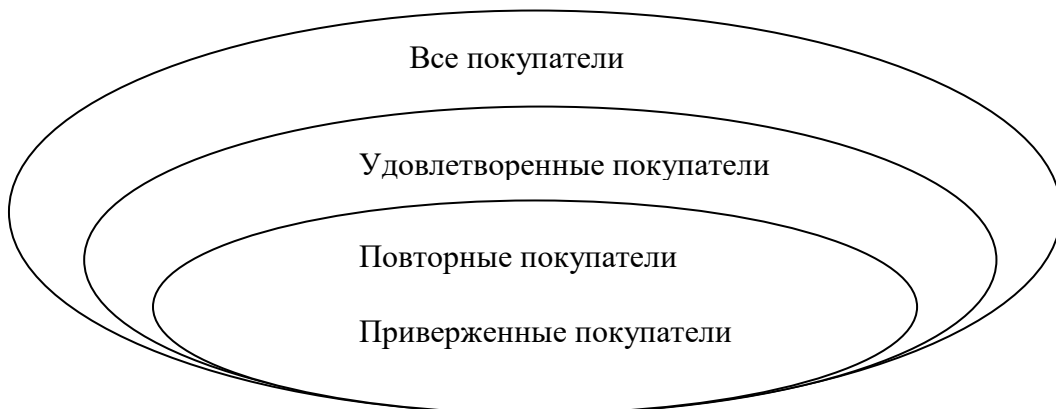 Все покупатели
Удовлетворенные покупатели
Повторные покупатели
Приверженные покупатели